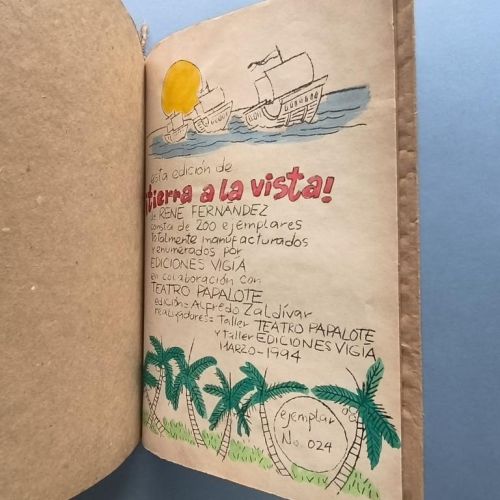 esta edición de
¡tierra a la vista!
de RENÉ FERNÁNDEZ
consta de 200 ejemplares
totalmente manufacturados
y enumerados por
EDICIONES VIGÍA
en colaboración con
TEATRO PAPALOTE
edición= Alfredo Zaldívar
realizadores= Taller TEATRO PAPALOTE
y Taller EDICIONES VIGÍA
MARZO-1994
ejemplar
No. 024